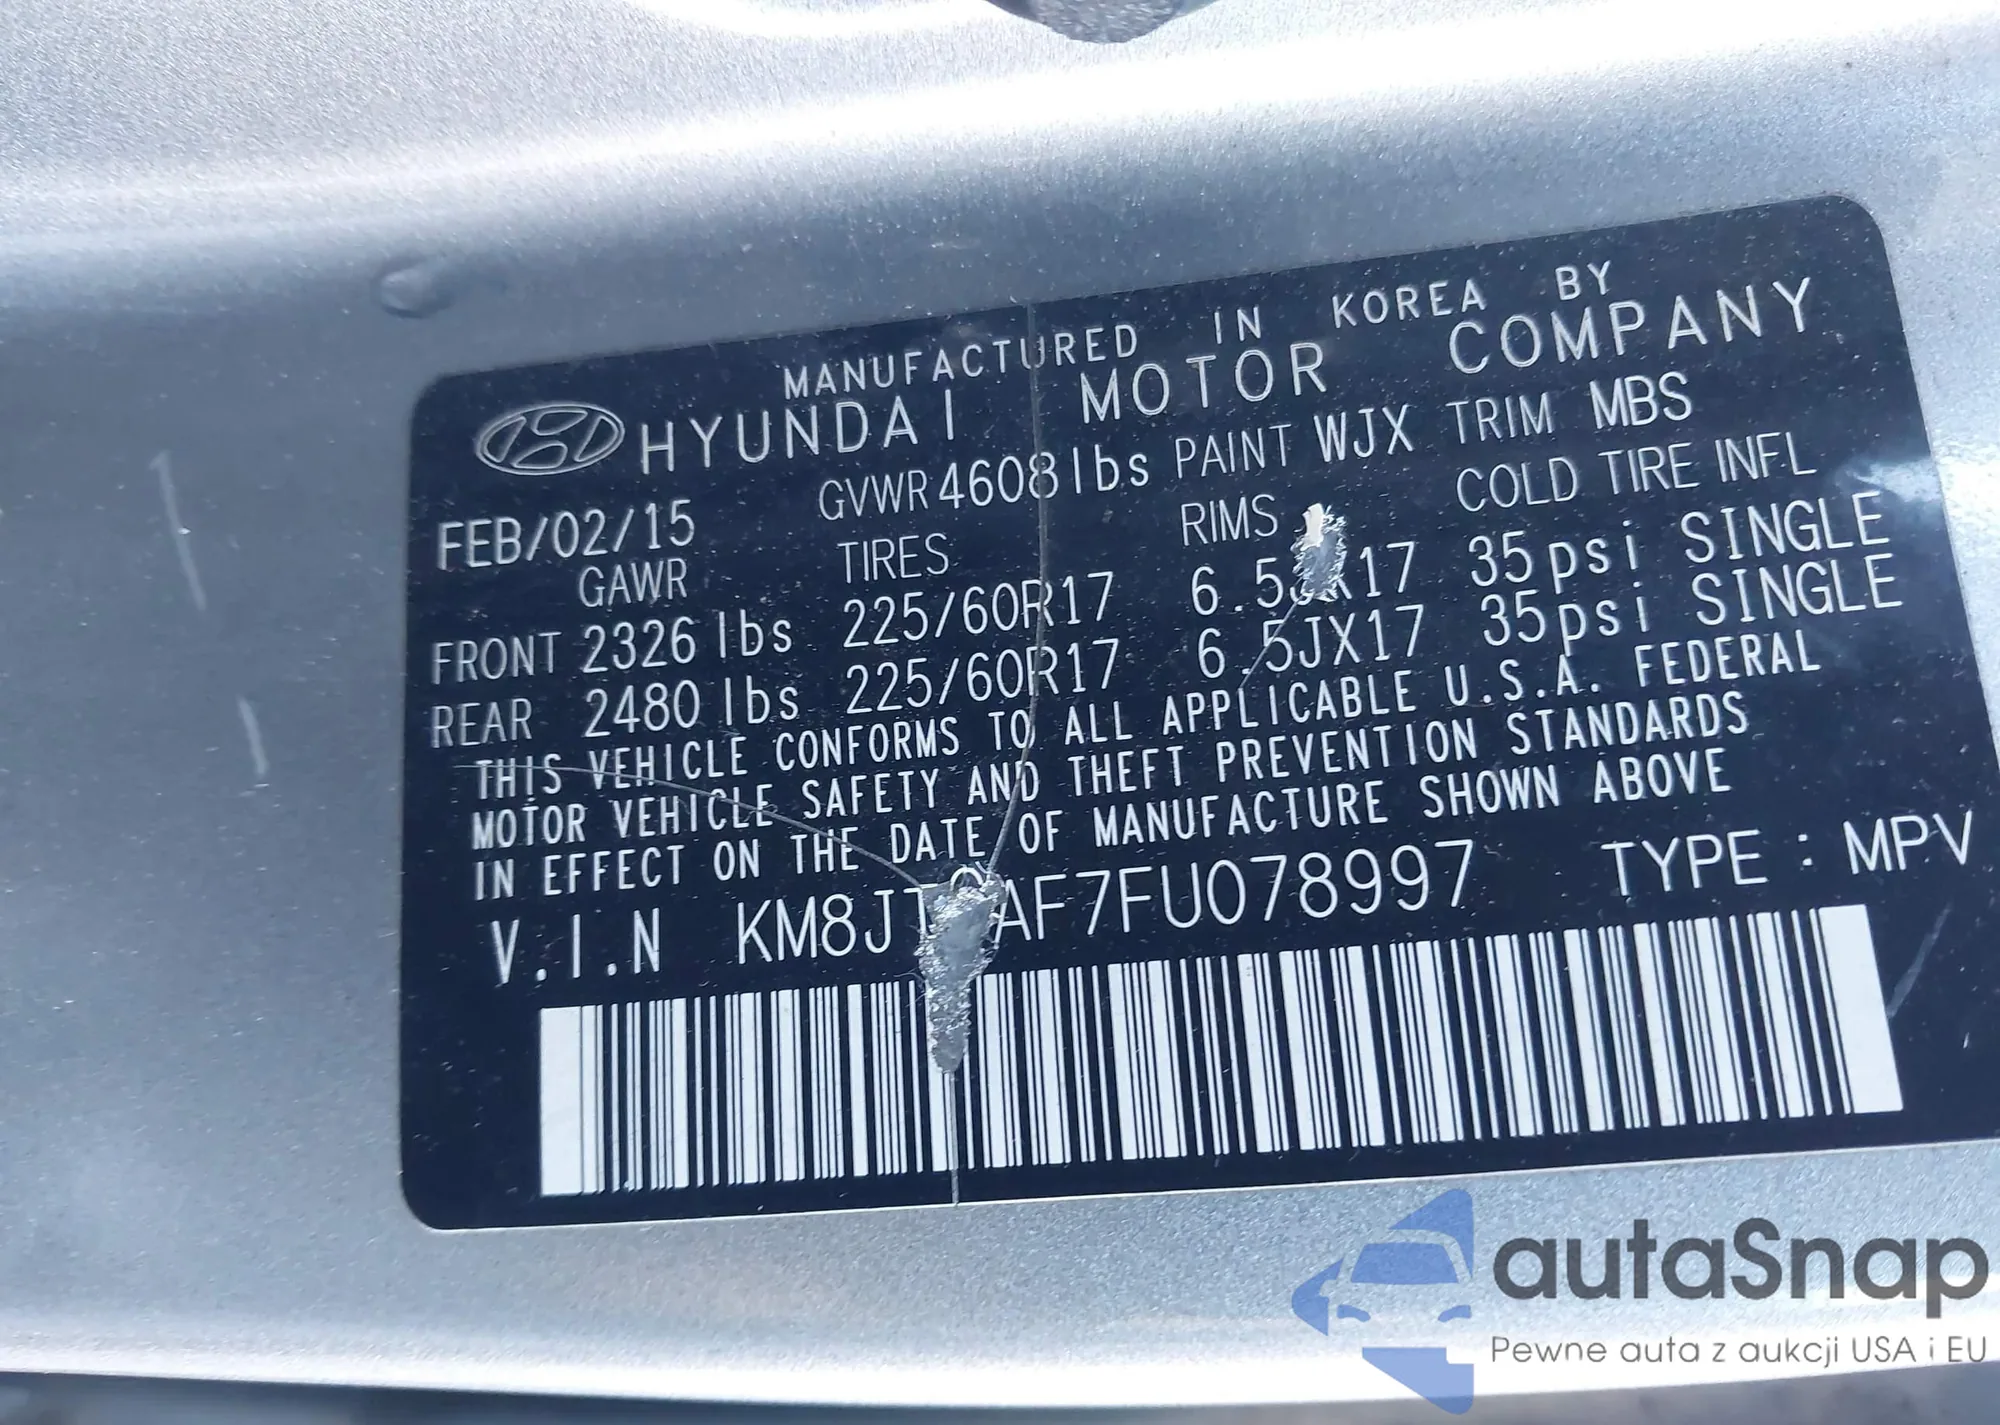 MANUFACTURED IN KOREA BY
HYUNDAI MOTOR COMPANY
FEB/02/15 GVWR 4608lbs PAINT WJX TRIM MBS
GAWR TIRES RIMS COLD TIRE INFL
FRONT 2326 lbs 225/60R17 6.5JX17 35psi SINGLE
REAR 2480 lbs 225/60R17 6.5JX17 35psi SINGLE
THIS VEHICLE CONFORMS TO ALL APPLICABLE U.S.A. FEDERAL
MOTOR VEHICLE SAFETY AND THEFT PREVENTION STANDARDS
IN EFFECT ON THE DATE OF MANUFACTURE SHOWN ABOVE
V.I.N TYPE : MPV
autaSnap
Pewne auta z aukcji USA i EU